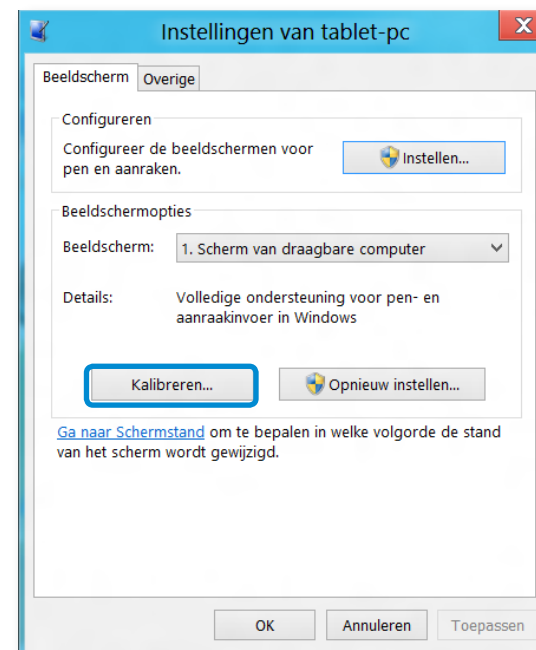 Instellingen van tablet-pc
Beeldscherm Overige
Configureren
Configureer de beeldschermen voor
pen en aanraken.
Instellen...
Beeldschermopties
Beeldscherm: 1. Scherm van draagbare computer
Details: Volledige ondersteuning voor pen- en
aanraakinvoer in Windows
Kalibreren... Opnieuw instellen...
Ga naar Schermstand om te bepalen in welke volgorde de stand
van het scherm wordt gewijzigd.
OK Annuleren Toepassen